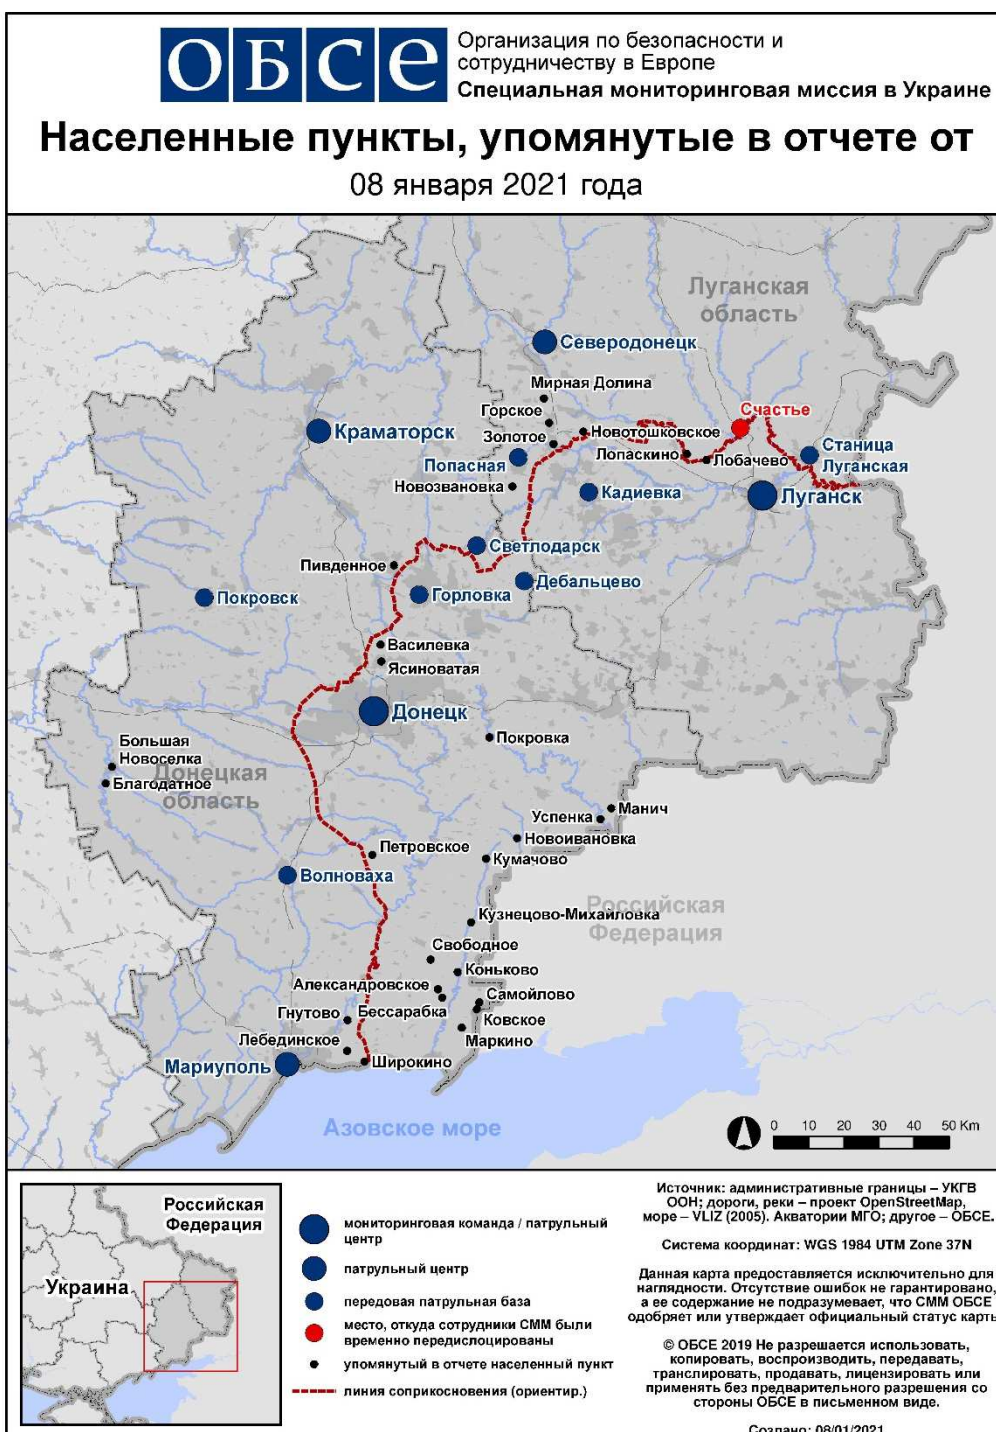 ОБСЕ
Организация по безопасности и
сотрудничеству в Европе
Специальная мониторинговая миссия в Украине
Населенные пункты, упомянутые в отчете от
08 января 2021 года
Луганская
область
Северодонецк
Мирная Долина
Счастье
Горское
Краматорск
Новотошковское
Золотое
Станица
Луганская
Лопаскино
Лобачево
Попасная
Новозвановка
Кадиевка
Луганск
Светлодарск
Пивденное
Дебальцево
Горловка
Покровск
Василевка
Ясиноватая
Донецк
Покровка
Большая
Новоселка
Донецкая
область
Благодатное
Манич
Успенка
Новоивановка
Петровское
Кумачово
Волноваха
Российская
Федерация
Кузнецово-Михайловка
Свободное
Коньково
Александровское
Самойлово
Бессарабка
Гнутово
Ковское
Маркино
Лебединское
Широкино
Мариуполь
Азовское море
0 10 20 30 40 50 Km
Российская
Федерация
Украина
мониторинговая команда / патрульный
центр
патрульный центр
передовая патрульная база
место, откуда сотрудники СММ были
временно передислоцированы
упомянутый в отчете населенный пункт
линия соприкосновения (ориентир.)
Источник: административные границы – УКГВ
ООН; дороги, реки – проект OpenStreetMap,
море – VLIZ (2005). Акватории МГО; другое – ОБСЕ.
Система координат: WGS 1984 UTM Zone 37N
Данная карта предоставляется исключительно для
наглядности. Отсутствие ошибок не гарантировано,
а ее содержание не подразумевает, что СММ ОБСЕ
одобряет или утверждает официальный статус карты
© ОБСЕ 2019 Не разрешается использовать,
копировать, воспроизводить, передавать,
транслировать, продавать, лицензировать или
применять без предварительного разрешения со
стороны ОБСЕ в письменном виде.
Создано: 08/01/2021